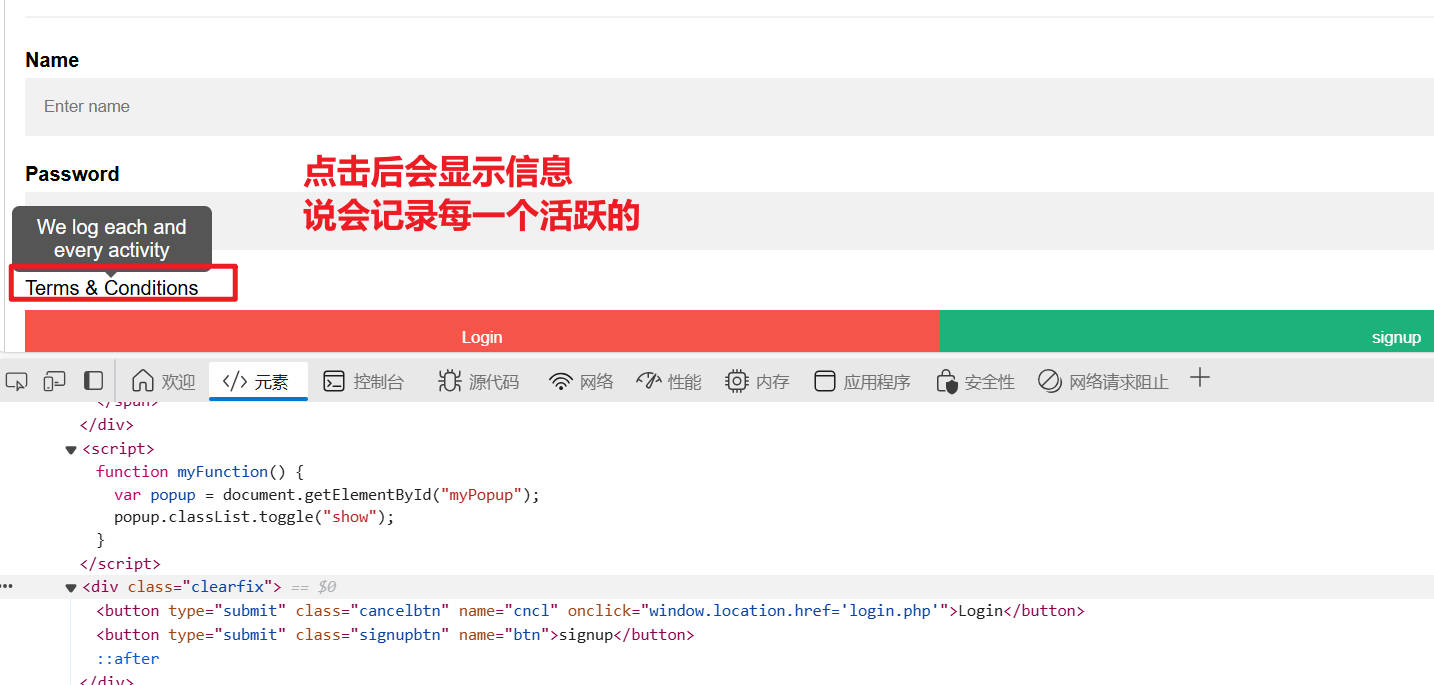 Name
Enter name
Password
点击后会显示信息
说会记录每一个活跃的
We log each and
every activity
Terms & Conditions
Login
signup
欢迎
</> 元素
控制台
源代码
网络
性能
内存
应用程序
安全性
网络请求阻止
</span>
</div>
<script>
function myFunction() {
var popup = document.getElementById("myPopup");
popup.classList.toggle("show");
}
</script>
<div class="clearfix"> == $0
<button type="submit" class="cancelbtn" name="cncl" onclick="window.location.href='login.php'">Login</button>
<button type="submit" class="signupbtn" name="btn">signup</button>
::after
</div>